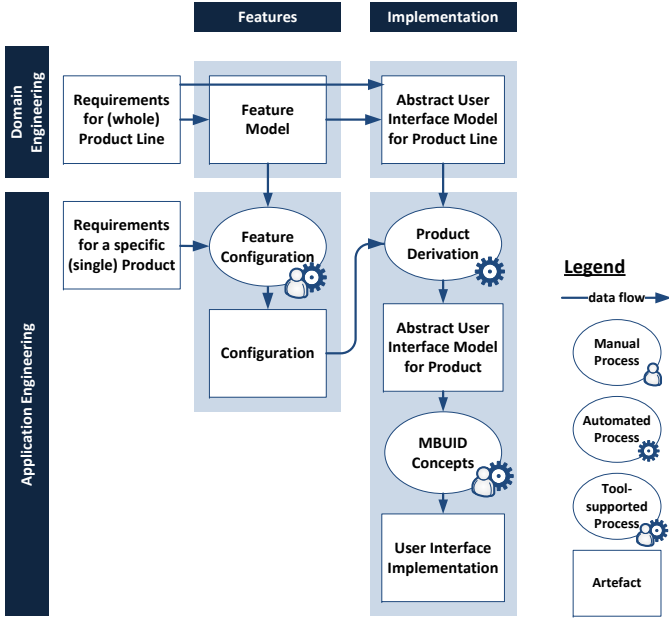 Features
Implementation
Domain
Engineering
Requirements
for (whole)
Product Line
Feature
Model
Abstract User
Interface Model
for Product Line
Application Engineering
Requirements
for a specific
(single) Product
Feature
Configuration
Product
Derivation
Configuration
Abstract User
Interface Model
for Product
MBUID
Concepts
User Interface
Implementation
Legend
data flow
Manual
Process
Automated
Process
Tool-
supported
Process
Artefact